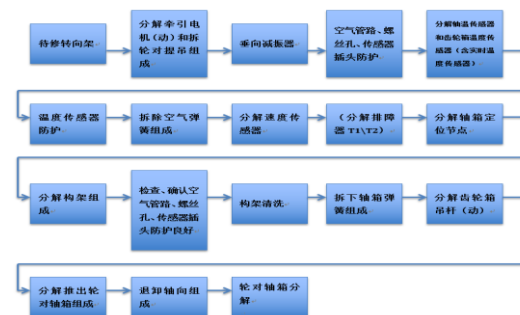 待修转向架
分解牵引电
机（动）和拆
轮对提吊组
成
垂向减振器
空气管路、螺
丝孔、传感器
插头防护
分解轴温传感器
和齿轮箱温度传
感器（含实时温
度传感器）
温度传感器
防护
拆除空气弹
簧组成
分解速度传
感器
（分解排障
器 T1\T2）
分解轴箱定
位节点
分解构架组
成
检查、确认空
气管路、螺丝
孔、传感器插
头防护良好
构架清洗
拆下轴箱弹
簧组成
分解齿轮箱
吊杆（动）
分解推出轮
对轴箱组成
退卸轴向组
成
轮对轴箱分
解